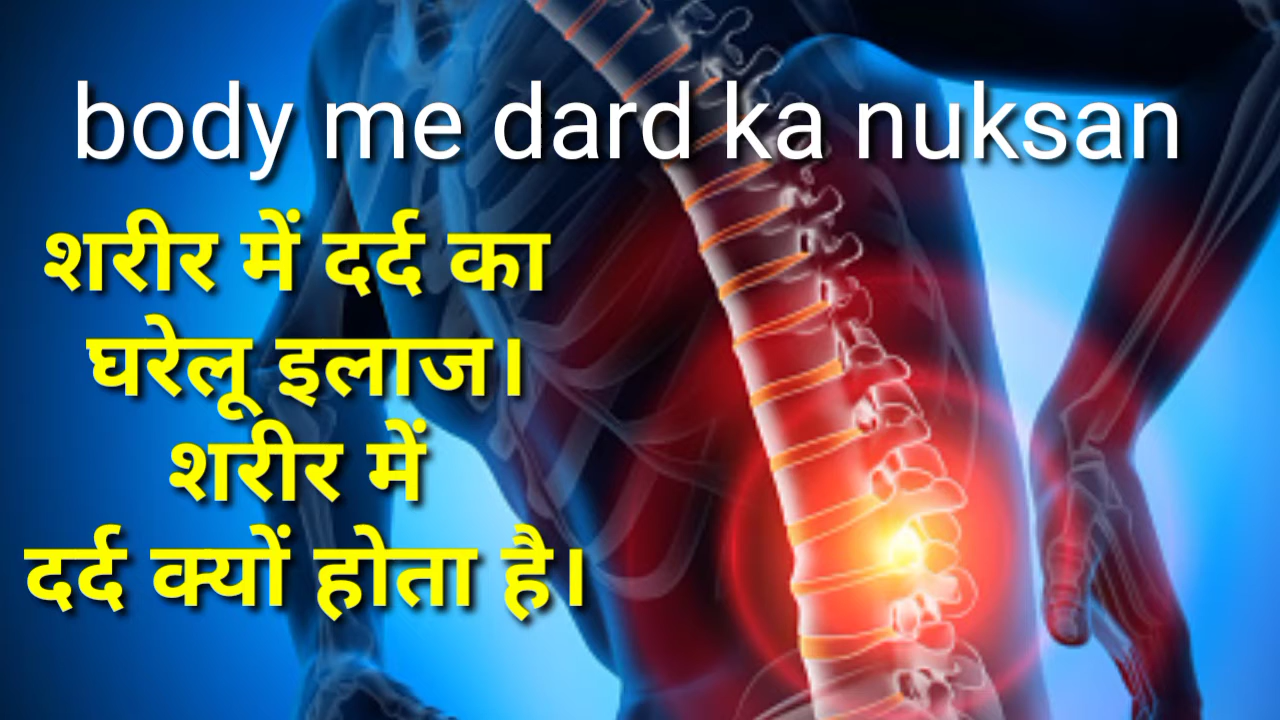 body me dard ka nuksan
शरीर में दर्द का
घरेलू इलाज।
शरीर में
दर्द क्यों होता है।